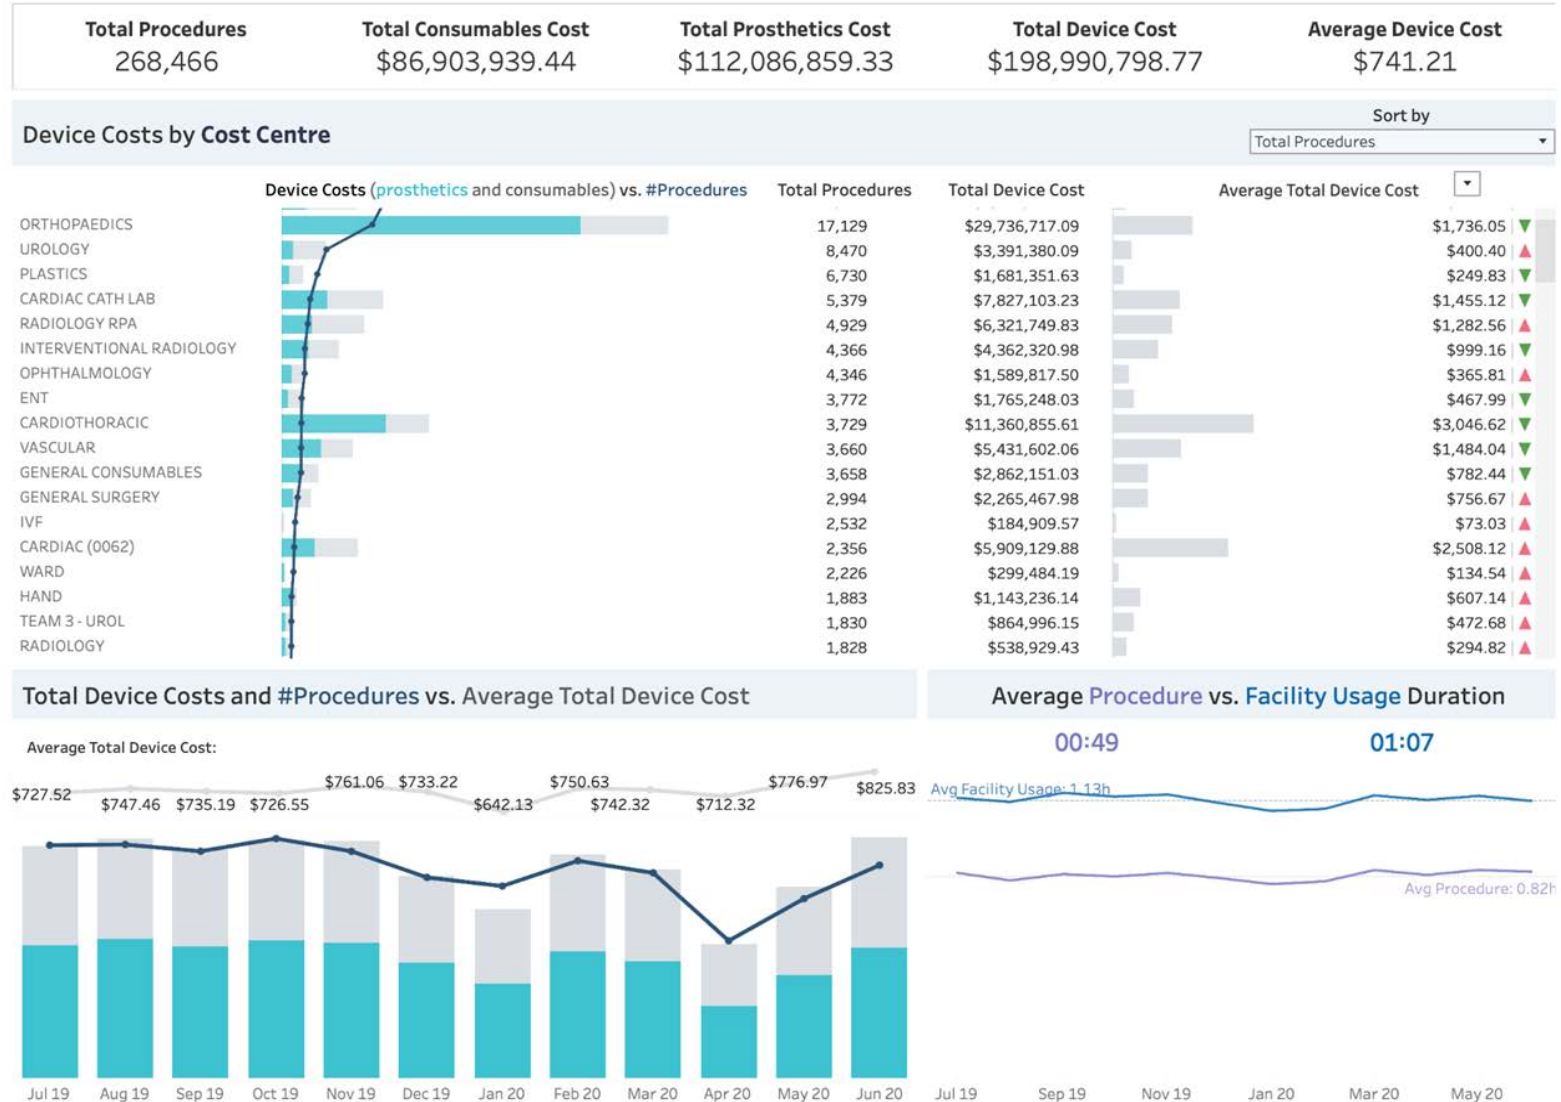 Total Procedures Total Consumables Cost Total Prosthetics Cost Total Device Cost Average Device Cost
268,466 $86,903,939.44 $112,086,859.33 $198,990,798.77 $741.21
Sort by
Device Costs by Cost Centre
Total Procedures
Device Costs (prosthetics and consumables) vs. #Procedures Total Procedures Total Device Cost Average Total Device Cost
ORTHOPAEDICS 17,129 $29,736,717.09 $1,736.05
UROLOGY 8,470 $3,391,380.09 $400.40
PLASTICS 6,730 $1,681,351.63 $249.83
CARDIAC CATH LAB 5,379 $7,827,103.23 $1,455.12
RADIOLOGY RPA 4,929 $6,321,749.83 $1,282.56
INTERVENTIONAL RADIOLOGY 4,366 $4,362,320.98 $999.16
OPHTHALMOLOGY 4,346 $1,589,817.50 $365.81
ENT 3,772 $1,765,248.03 $467.99
CARDIOTHORACIC 3,729 $11,360,855.61 $3,046.62
VASCULAR 3,660 $5,431,602.06 $1,484.04
GENERAL CONSUMABLES 3,658 $2,862,151.03 $782.44
GENERAL SURGERY 2,994 $2,265,467.98 $756.67
IVF 2,532 $184,909.57 $73.03
CARDIAC (0062) 2,356 $5,909,129.88 $2,508.12
WARD 2,226 $299,484.19 $134.54
HAND 1,883 $1,143,236.14 $607.14
TEAM 3 - UROL 1,830 $864,996.15 $472.68
RADIOLOGY 1,828 $538,929.43 $294.82
Total Device Costs and #Procedures vs. Average Total Device Cost
Average Total Device Cost:
$727.52 $747.46 $735.19 $726.55 $761.06 $733.22 $642.13 $750.63 $742.32 $712.32 $776.97 $825.83
Jul 19 Aug 19 Sep 19 Oct 19 Nov 19 Dec 19 Jan 20 Feb 20 Mar 20 Apr 20 May 20 Jun 20
Average Procedure vs. Facility Usage Duration
00:49 01:07
Avg Facility Usage: 1.13h
Avg Procedure: 0.82h
Jul 19 Sep 19 Nov 19 Jan 20 Mar 20 May 20